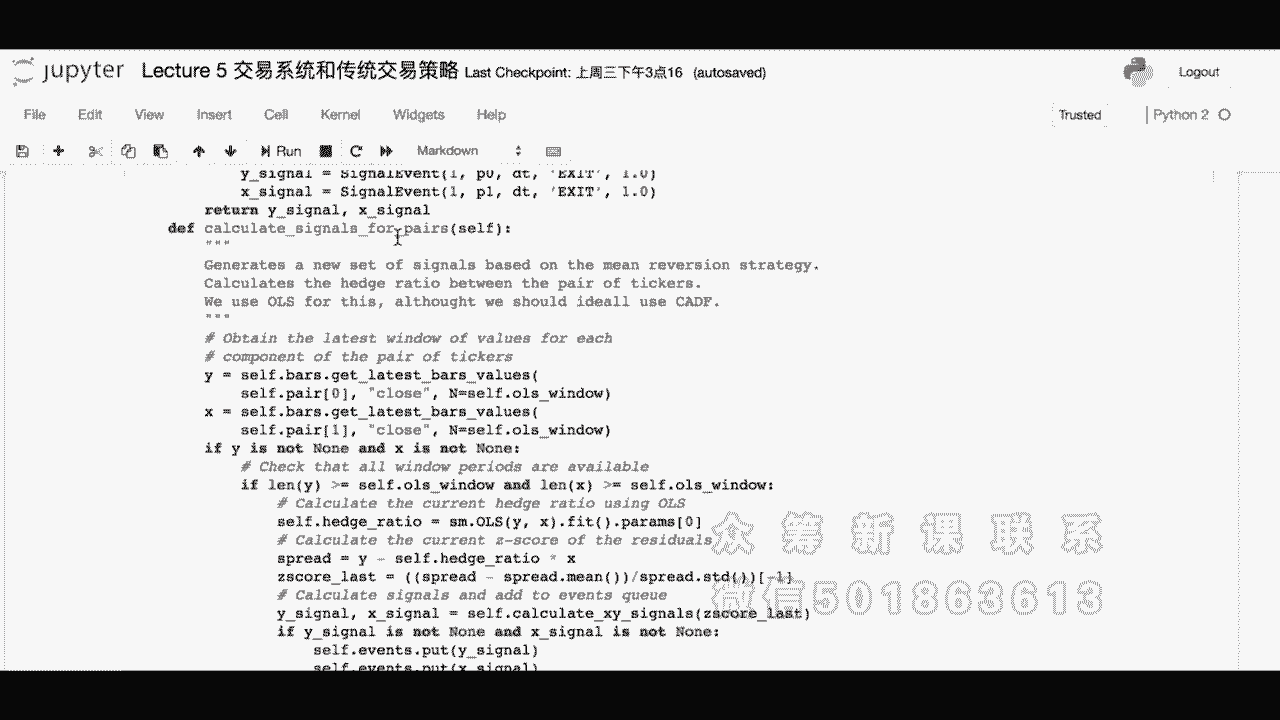 jupyter Lecture 5 交易系统和传统交易策略 Last Checkpoint: 上周三下午3点16 (autosaved) Logout
File Edit View Insert Cell Kernel Widgets Help Trusted Python 2
Run Markdown
y_signal = SignalEvent(1, p0, dt, 'EXIT', 1.0)
x_signal = SignalEvent(1, p1, dt, 'EXIT', 1.0)
return y_signal, x_signal
def calculate_signals_for_pairs(self):
"""
Generates a new set of signals based on the mean reversion strategy.
Calculates the hedge ratio between the pair of tickers.
We use OLS for this, althought we should ideall use CADF.
"""
# Obtain the latest window of values for each
# component of the pair of tickers
y = self.bars.get_latest_bars_values(
self.pair[0], "close", N=self.ols_window)
x = self.bars.get_latest_bars_values(
self.pair[1], "close", N=self.ols_window)
if y is not None and x is not None:
# Check that all window periods are available
if len(y) >= self.ols_window and len(x) >= self.ols_window:
# Calculate the current hedge ratio using OLS
self.hedge_ratio = sm.OLS(y, x).fit().params[0]
# Calculate the current z-score of the residuals
spread = y - self.hedge_ratio * x
zscore_last = ((spread - spread.mean())/spread.std())[-1]
# Calculate signals and add to events queue
y_signal, x_signal = self.calculate_xy_signals(zscore_last)
if y_signal is not None and x_signal is not None:
self.events.put(y_signal)
self.events.put(x_signal)
众筹新课联系
微信501863613